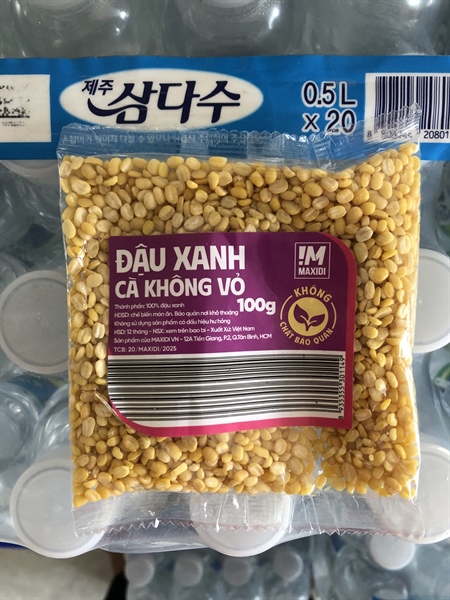 제주
삼다수
0.5L
x 20
20801
ĐẬU XANH
CÀ KHÔNG VỎ
100g
!M
MAXIDI
KHÔNG
CHẤT BẢO QUẢN
Thành phần: 100% đậu xanh
HDSD: chế biến món ăn. Bảo quản nơi khô thoáng
Không sử dụng sản phẩm có dấu hiệu hư hỏng
HSD: 12 tháng - NSX: xem trên bao bì - Xuất Xứ: Việt Nam
Sản phẩm của MAXIDI VN - 12A Tiền Giang, P.2, Q.Tân Bình, HCM
TCB: 20/MAXIDI/2025